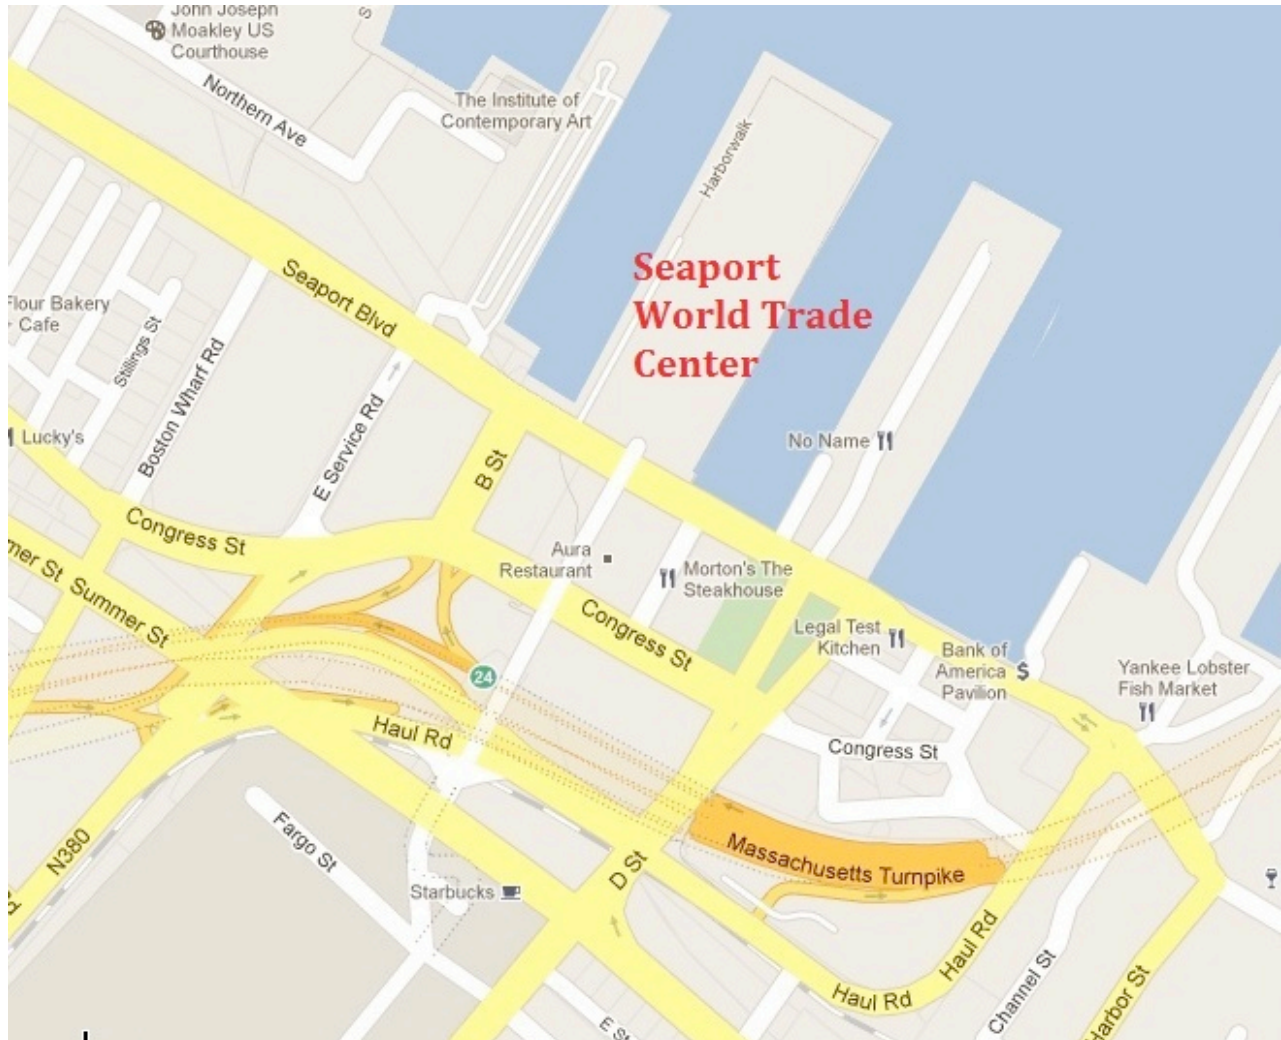 John Joseph
Moakley US
Courthouse
S
Northern Ave
The Institute of
Contemporary Art
Harborwalk
Seaport
World Trade
Center
Seaport Blvd
Flour Bakery
- Cafe
Stillings St
Boston Wharf Rd
E Service Rd
Lucky's
B St
No Name
Congress St
Aura
Restaurant
Morton's The
Steakhouse
mer St
Summer St
Congress St
Legal Test
Kitchen
Bank of
America
Pavilion
$
Yankee Lobster
Fish Market
24
Haul Rd
Congress St
N380
Fargo St
Massachusetts Turnpike
D St
Starbucks
Haul Rd
Haul Rd
Channel St
Harbor St
E St